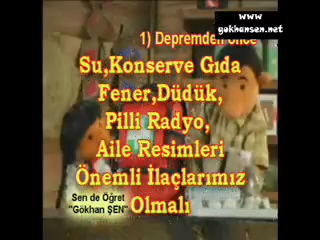 www
gokhansen.net
1) Depremden önce
Su,Konserve Gıda
Fener,Düdük,
Pilli Radyo,
Aile Resimleri
Önemli İlaçlarımız
Olmalı
Sen de Öğret
"Gökhan ŞEN"